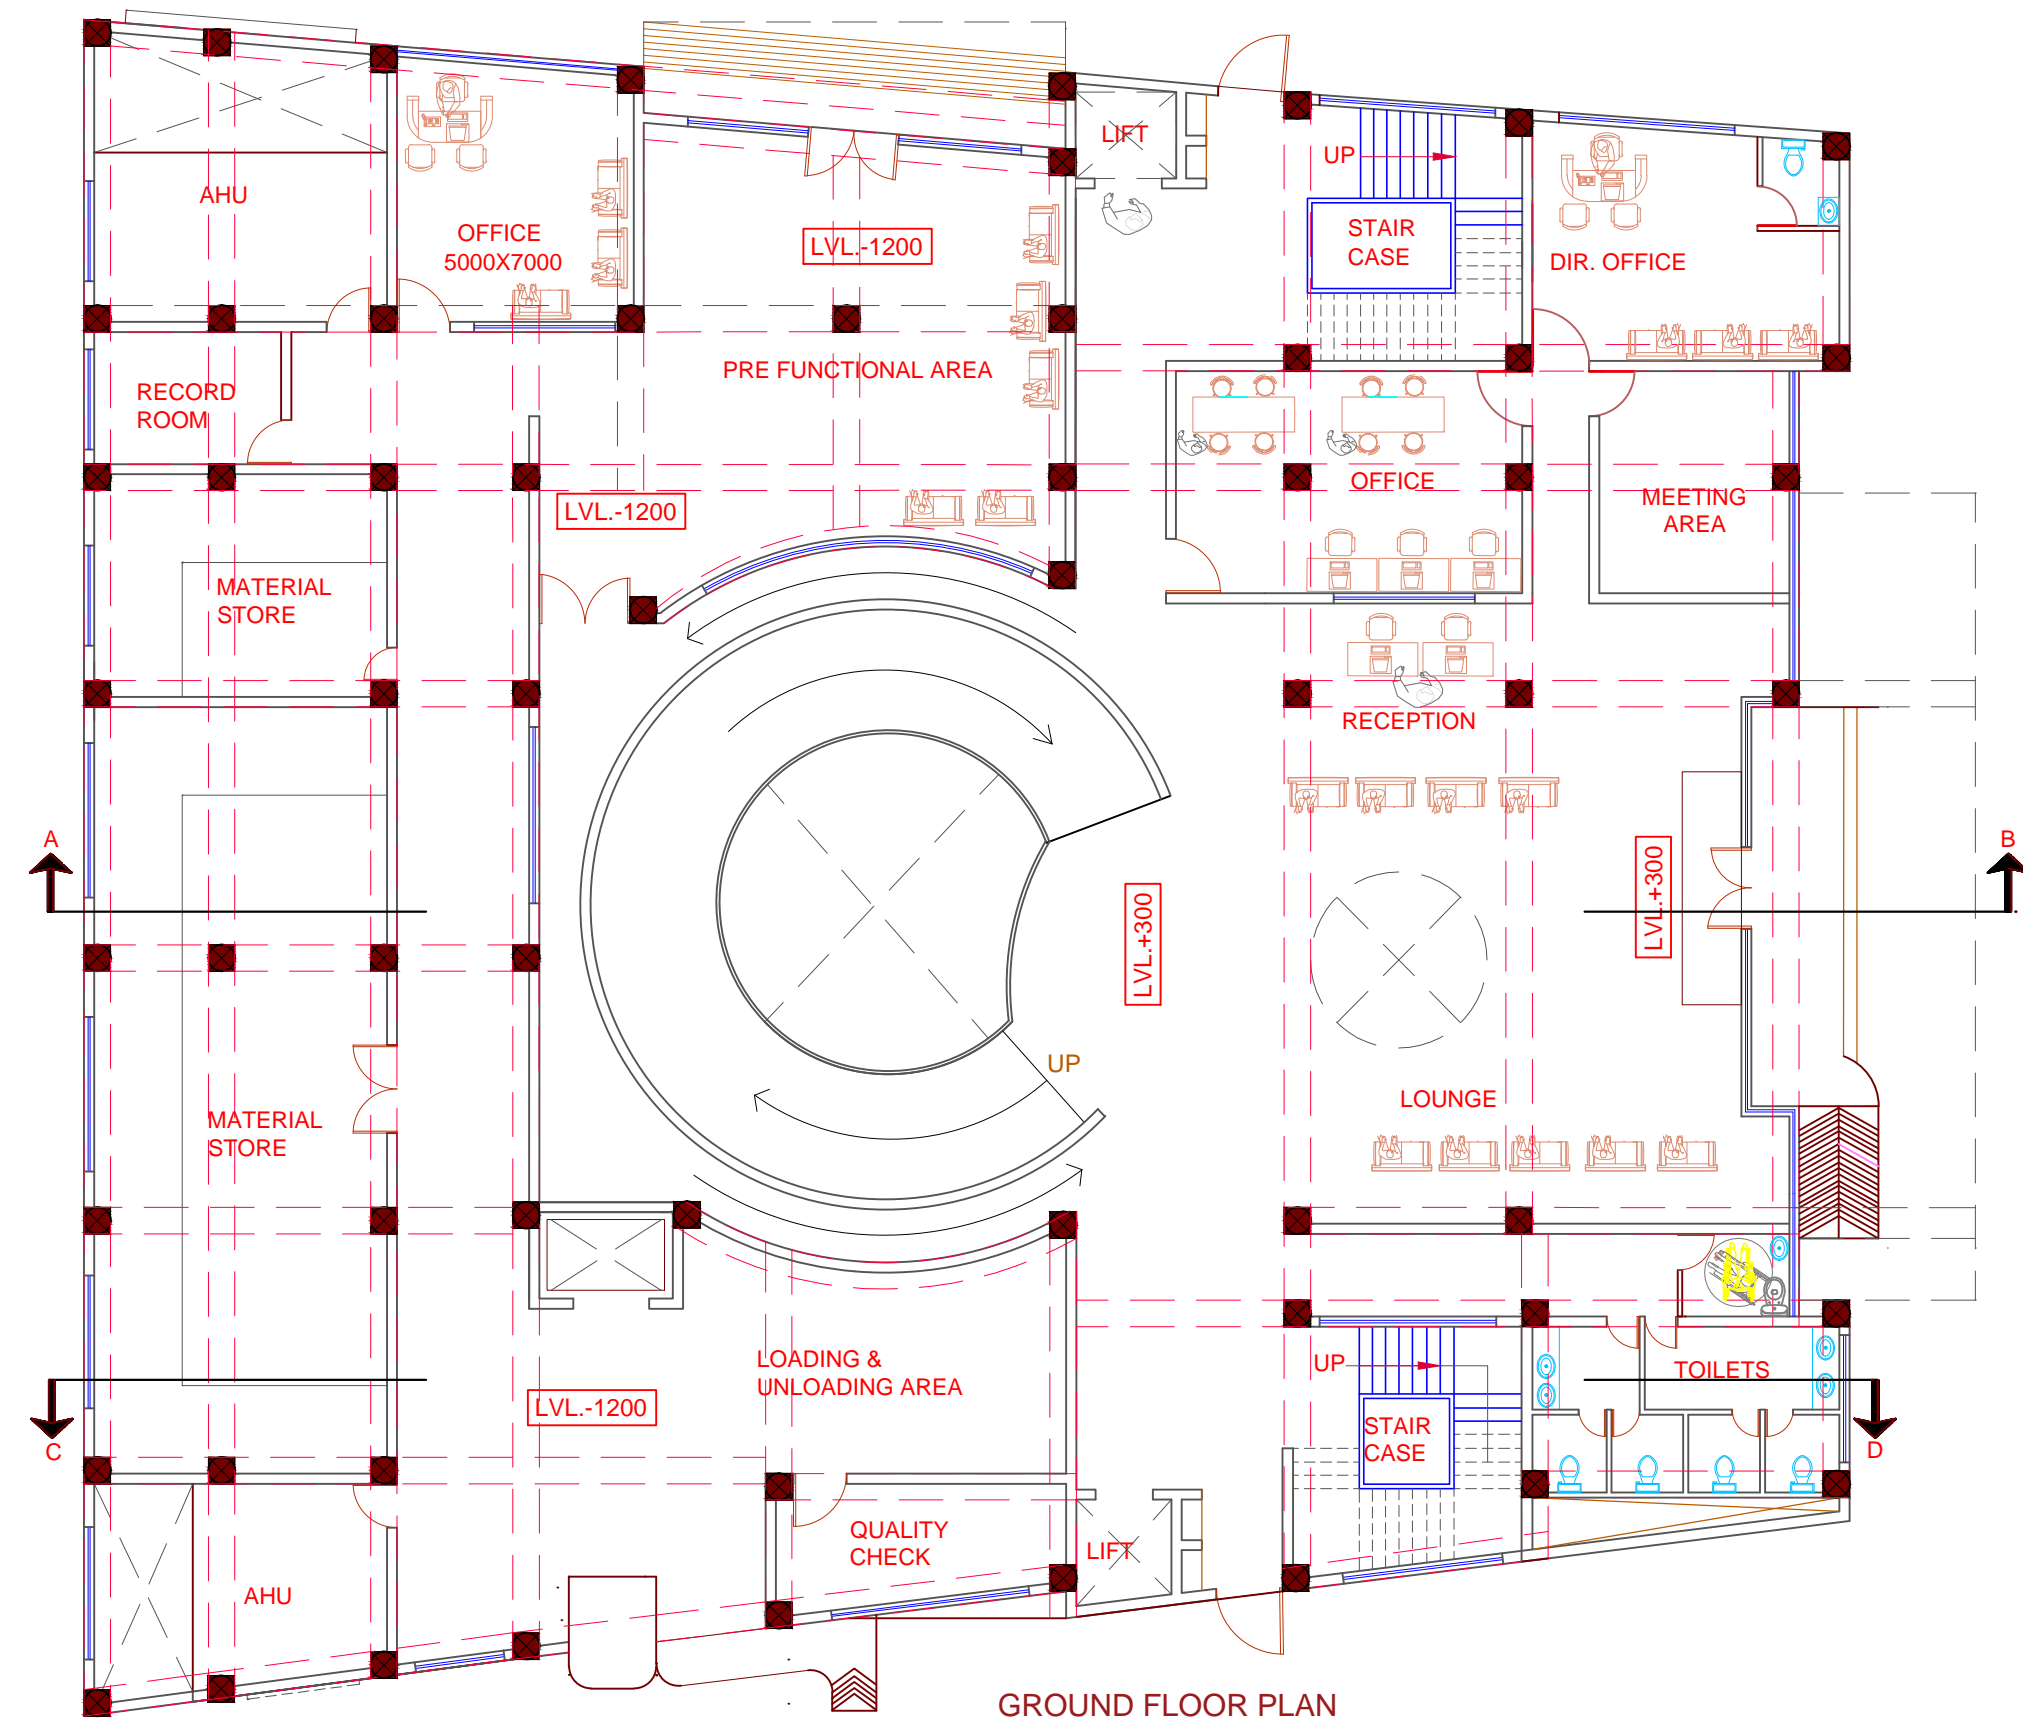 LIFT
UP
AHU
OFFICE
5000X7000
LVL.-1200
STAIR
CASE
DIR. OFFICE
PRE FUNCTIONAL AREA
RECORD
ROOM
OFFICE
MEETING
AREA
LVL.-1200
MATERIAL
STORE
RECEPTION
A
B
LVL.+300
LVL.+300
UP
LOUNGE
MATERIAL
STORE
LOADING &
UNLOADING AREA
UP
TOILETS
LVL.-1200
STAIR
CASE
C
D
QUALITY
CHECK
LIFT
AHU
GROUND FLOOR PLAN